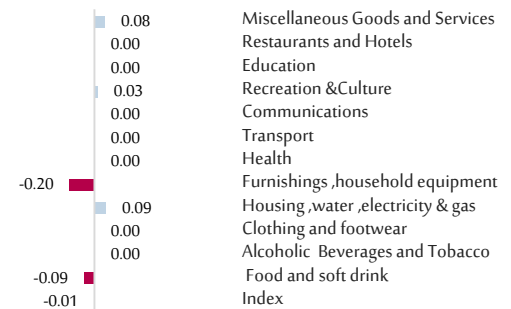 0.08 Miscellaneous Goods and Services
0.00 Restaurants and Hotels
0.00 Education
0.03 Recreation &Culture
0.00 Communications
0.00 Transport
0.00 Health
-0.20 Furnishings ,household equipment
0.09 Housing ,water ,electricity & gas
0.00 Clothing and footwear
0.00 Alcoholic Beverages and Tobacco
-0.09 Food and soft drink
-0.01 Index